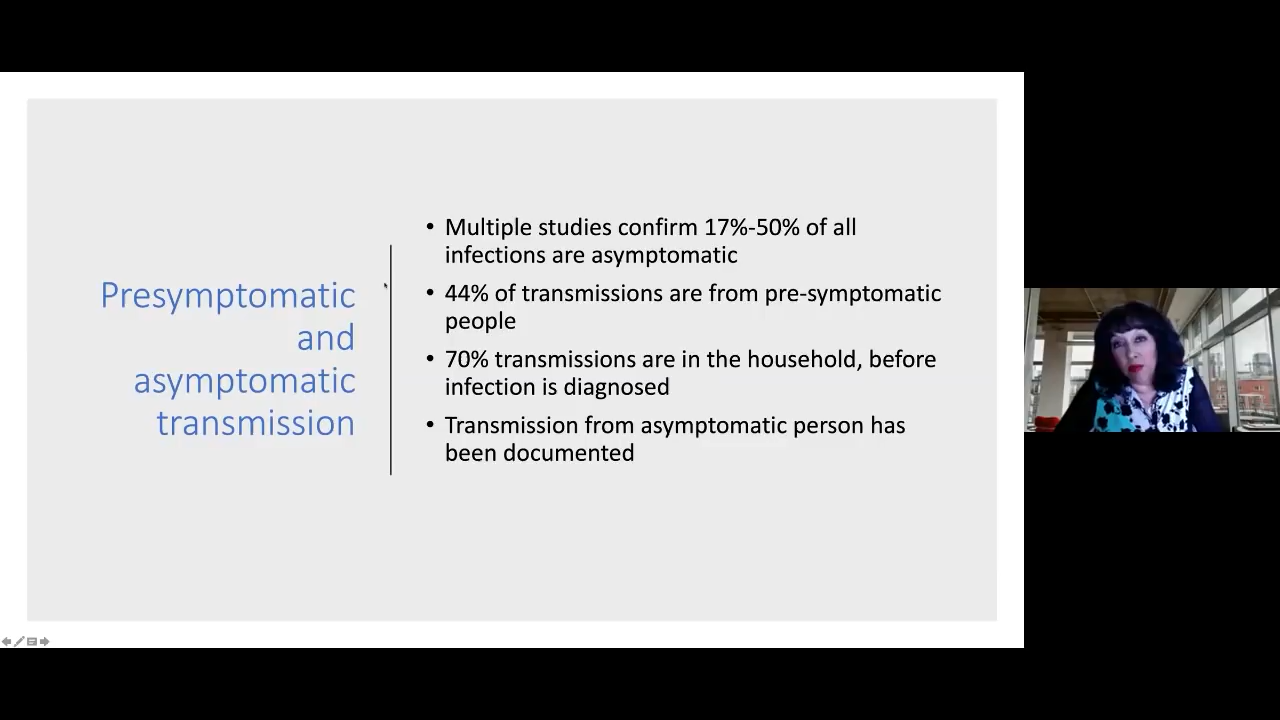 Presymptomatic
and
asymptomatic
transmission
• Multiple studies confirm 17%-50% of all
infections are asymptomatic
• 44% of transmissions are from pre-symptomatic
people
• 70% transmissions are in the household, before
infection is diagnosed
• Transmission from asymptomatic person has
been documented